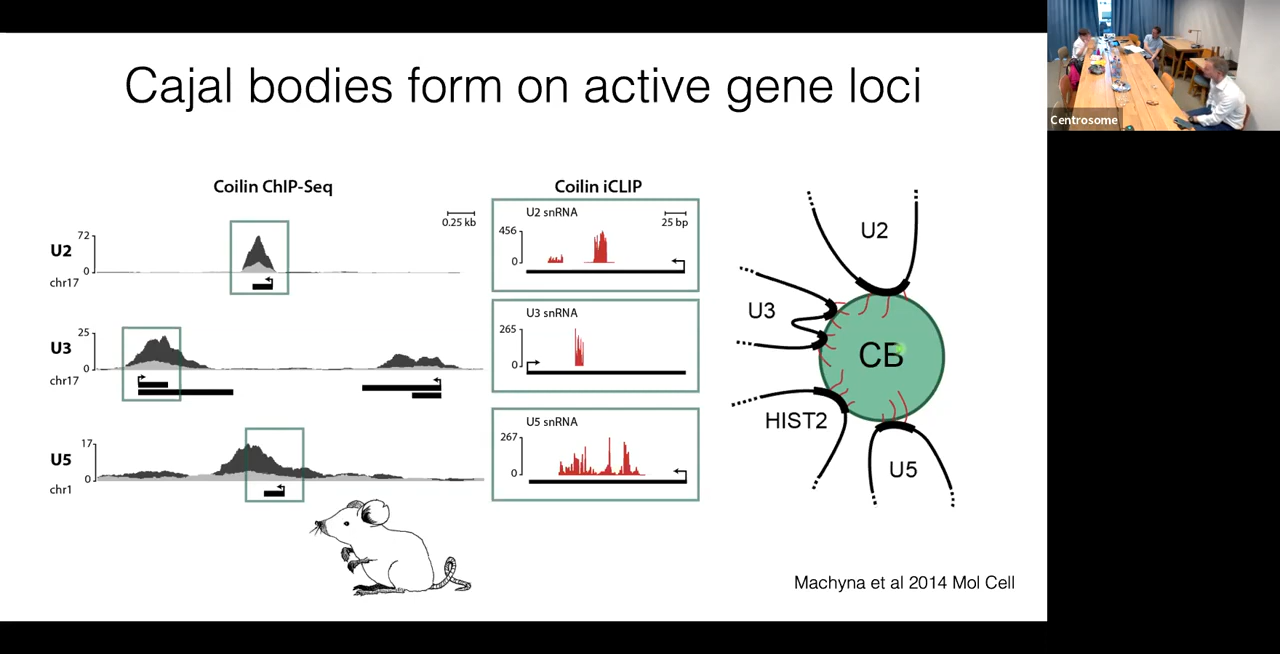 Cajal bodies form on active gene loci
Coilin ChIP-Seq
0.25 kb
U2
72
0
chr17
U3
25
0
chr17
U5
17
0
chr1
Coilin iCLIP
U2 snRNA
25 bp
456
0
U3 snRNA
265
0
U5 snRNA
267
0
U2
U3
CB
HIST2
U5
Machyna et al 2014 Mol Cell
Centrosome